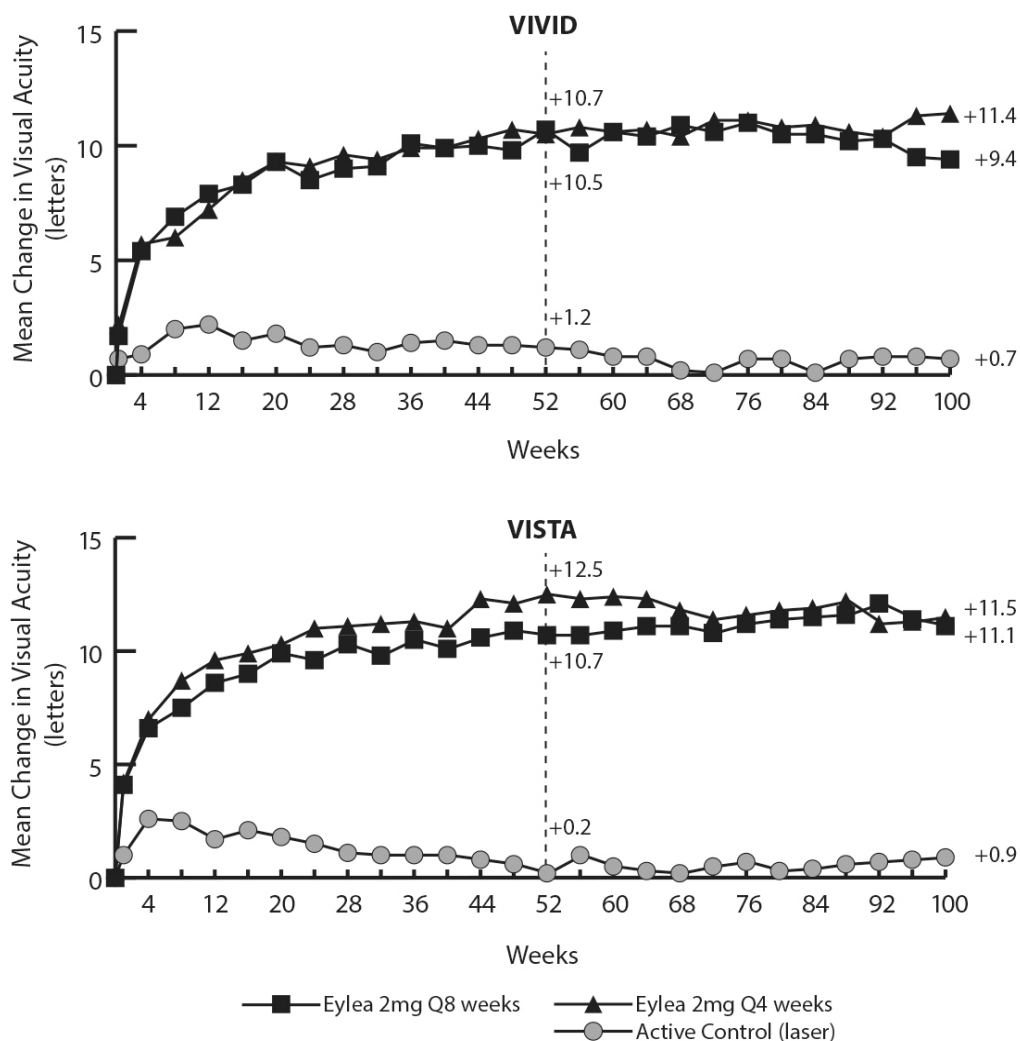 VIVID
Mean Change in Visual Acuity
(letters)
15
10
5
0
+10.7
+10.5
+1.2
+11.4
+9.4
+0.7
4 12 20 28 36 44 52 60 68 76 84 92 100
Weeks
VISTA
Mean Change in Visual Acuity
(letters)
15
10
5
0
+12.5
+10.7
+0.2
+11.5
+11.1
+0.9
4 12 20 28 36 44 52 60 68 76 84 92 100
Weeks
Eylea 2mg Q8 weeks
Eylea 2mg Q4 weeks
Active Control (laser)